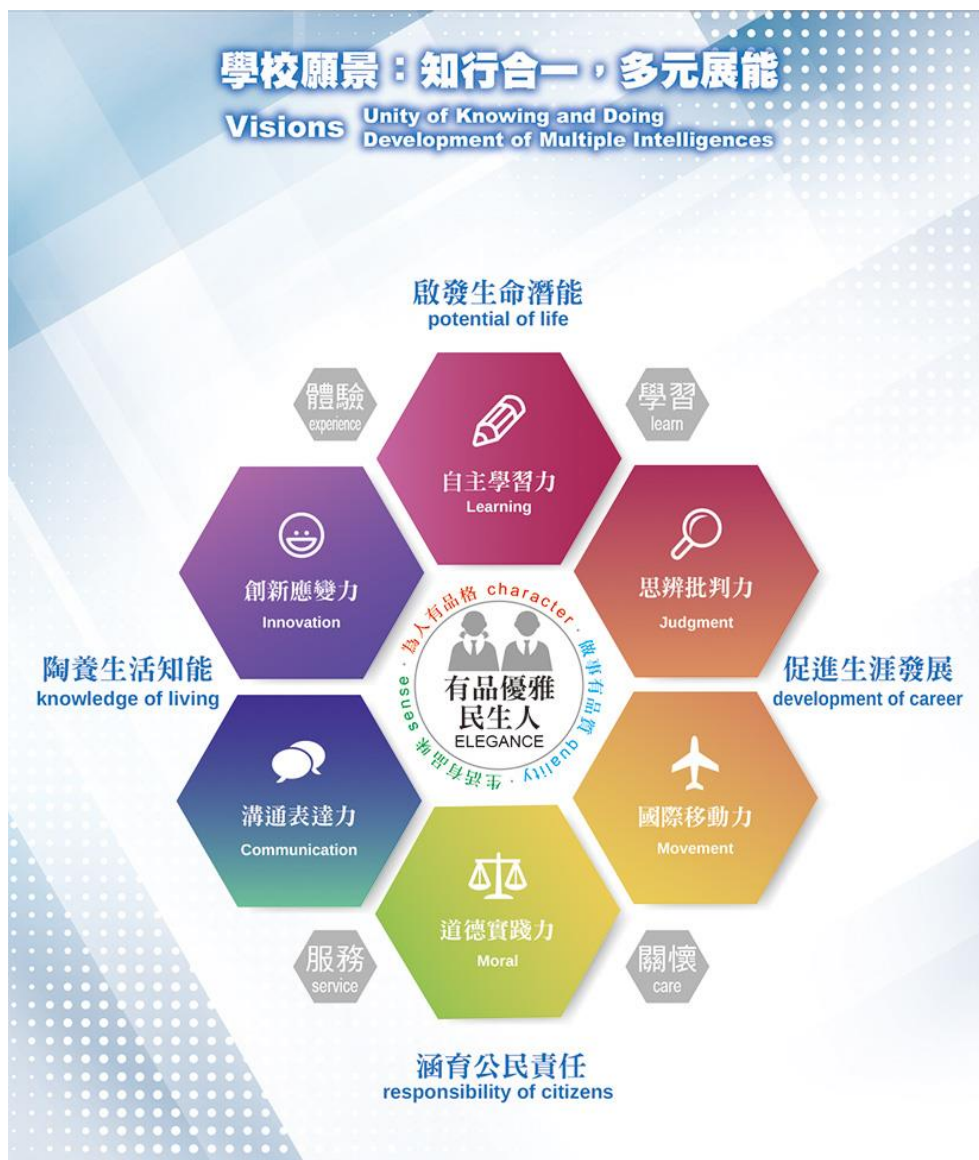 學校願景：知行合一，多元展能
Visions
Unity of Knowing and Doing
Development of Multiple Intelligences
啟發生命潛能
potential of life
體驗
experience
學習
learn
自主學習力
Learning
創新應變力
Innovation
思辨批判力
Judgment
為人有品格 character · 做事有品質 quality · 生活有品味 sense ·
有品優雅
民生人
ELEGANCE
陶養生活知能
knowledge of living
促進生涯發展
development of career
溝通表達力
Communication
國際移動力
Movement
道德實踐力
Moral
服務
service
關懷
care
涵育公民責任
responsibility of citizens